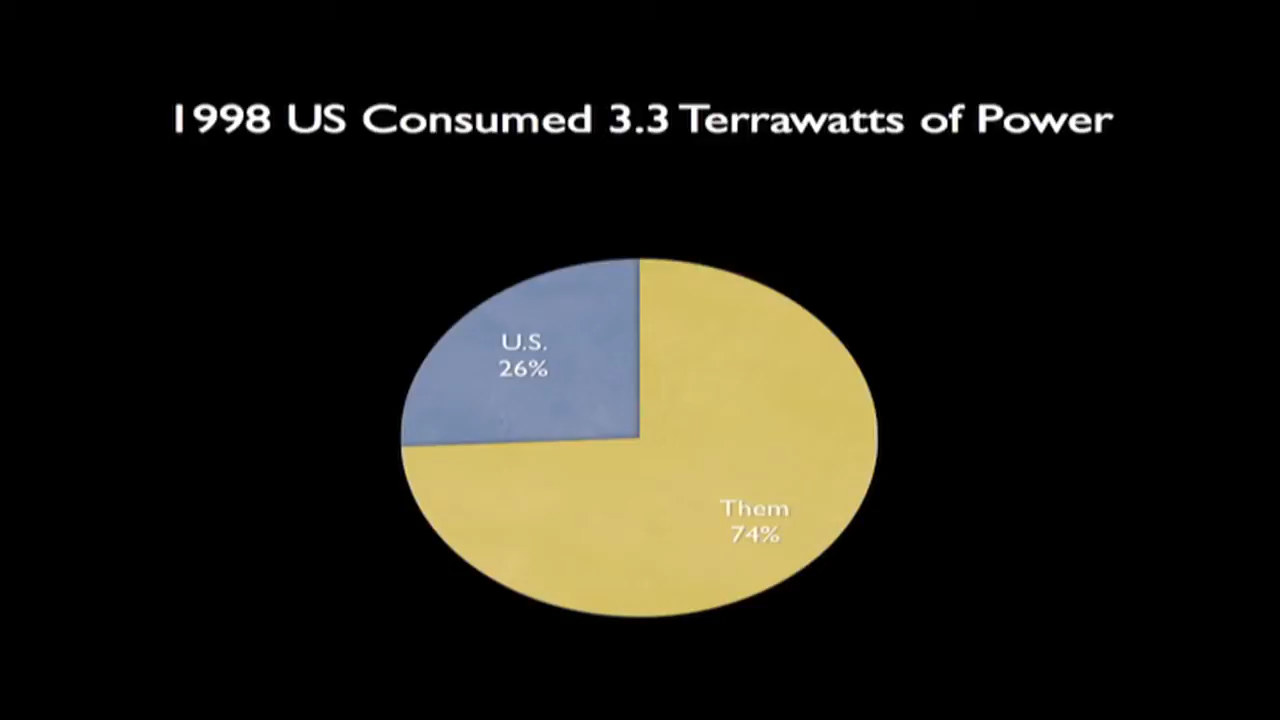 1998 US Consumed 3.3 Terrawatts of Power
U.S.
26%
Them
74%